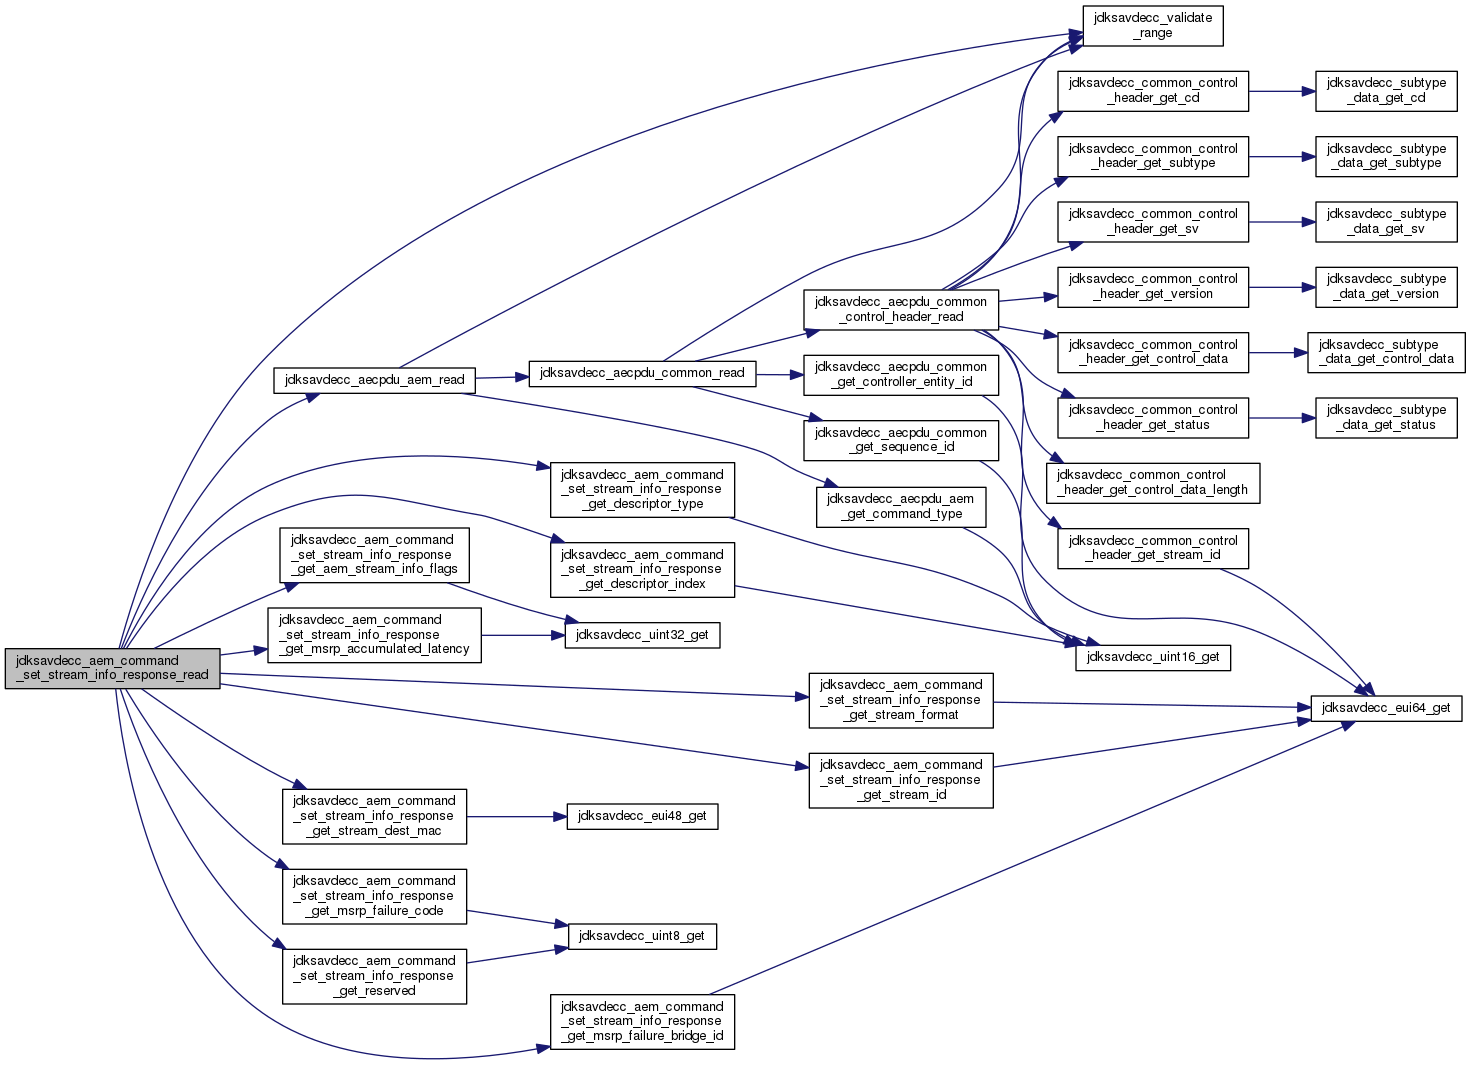 jdksavdecc_validate
_range
jdksavdecc_common_control
_header_get_cd
jdksavdecc_subtype
_data_get_cd
jdksavdecc_common_control
_header_get_subtype
jdksavdecc_subtype
_data_get_subtype
jdksavdecc_common_control
_header_get_sv
jdksavdecc_subtype
_data_get_sv
jdksavdecc_aecpdu_common
_control_header_read
jdksavdecc_common_control
_header_get_version
jdksavdecc_subtype
_data_get_version
jdksavdecc_common_control
_header_get_control_data
jdksavdecc_subtype
_data_get_control_data
jdksavdecc_aecpdu_aem_read
jdksavdecc_aecpdu_common_read
jdksavdecc_aecpdu_common
_get_controller_entity_id
jdksavdecc_common_control
_header_get_status
jdksavdecc_subtype
_data_get_status
jdksavdecc_aecpdu_common
_get_sequence_id
jdksavdecc_aem_command
_set_stream_info_response
_get_descriptor_type
jdksavdecc_common_control
_header_get_control_data_length
jdksavdecc_aecpdu_aem
_get_command_type
jdksavdecc_aem_command
_set_stream_info_response
_get_aem_stream_info_flags
jdksavdecc_aem_command
_set_stream_info_response
_get_descriptor_index
jdksavdecc_common_control
_header_get_stream_id
jdksavdecc_aem_command
_set_stream_info_response
_get_msrp_accumulated_latency
jdksavdecc_uint32_get
jdksavdecc_uint16_get
jdksavdecc_aem_command
_set_stream_info_response_read
jdksavdecc_aem_command
_set_stream_info_response
_get_stream_format
jdksavdecc_eui64_get
jdksavdecc_aem_command
_set_stream_info_response
_get_stream_id
jdksavdecc_aem_command
_set_stream_info_response
_get_stream_dest_mac
jdksavdecc_eui48_get
jdksavdecc_aem_command
_set_stream_info_response
_get_msrp_failure_code
jdksavdecc_uint8_get
jdksavdecc_aem_command
_set_stream_info_response
_get_reserved
jdksavdecc_aem_command
_set_stream_info_response
_get_msrp_failure_bridge_id